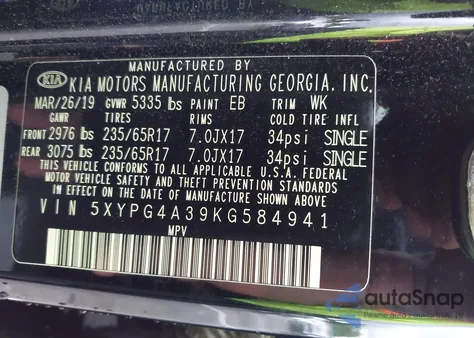 MANUFACTURED BY
KIA KIA MOTORS MANUFACTURING GEORGIA, INC.
MAR/26/19 GVWR 5335 lbs PAINT EB TRIM WK
GAWR TIRES RIMS COLD TIRE INFL
FRONT 2976 lbs 235/65R17 7.0JX17 34psi SINGLE
REAR 3075 lbs 235/65R17 7.0JX17 34psi SINGLE
THIS VEHICLE CONFORMS TO ALL APPLICABLE U.S.A. FEDERAL
MOTOR VEHICLE SAFETY AND THEFT PREVENTION STANDARDS
IN EFFECT ON THE DATE OF MANUFACTURE SHOWN ABOVE.
VIN 5XYPG4A39KG584941
MPV
autoSnap
Pewne auto